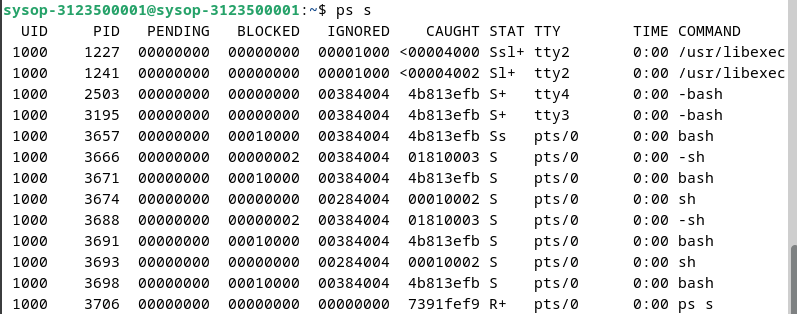 sysop-3123500001@sysop-3123500001:~$ ps s
UID PID PENDING BLOCKED IGNORED CAUGHT STAT TTY TIME COMMAND
1000 1227 00000000 00000000 00001000 <00004000 Ssl+ tty2 0:00 /usr/libexec
1000 1241 00000000 00000000 00001000 <00004002 Sl+ tty2 0:00 /usr/libexec
1000 2503 00000000 00000000 00384004 4b813efb S+ tty4 0:00 -bash
1000 3195 00000000 00000000 00384004 4b813efb S+ tty3 0:00 -bash
1000 3657 00000000 00010000 00384004 4b813efb Ss pts/0 0:00 bash
1000 3666 00000000 00000002 00384004 01810003 S pts/0 0:00 -sh
1000 3671 00000000 00010000 00384004 4b813efb S pts/0 0:00 bash
1000 3674 00000000 00000000 00284004 00010002 S pts/0 0:00 sh
1000 3688 00000000 00000002 00384004 01810003 S pts/0 0:00 -sh
1000 3691 00000000 00010000 00384004 4b813efb S pts/0 0:00 bash
1000 3693 00000000 00000000 00284004 00010002 S pts/0 0:00 sh
1000 3698 00000000 00010000 00384004 4b813efb S pts/0 0:00 bash
1000 3706 00000000 00000000 00000000 7391fef9 R+ pts/0 0:00 ps s